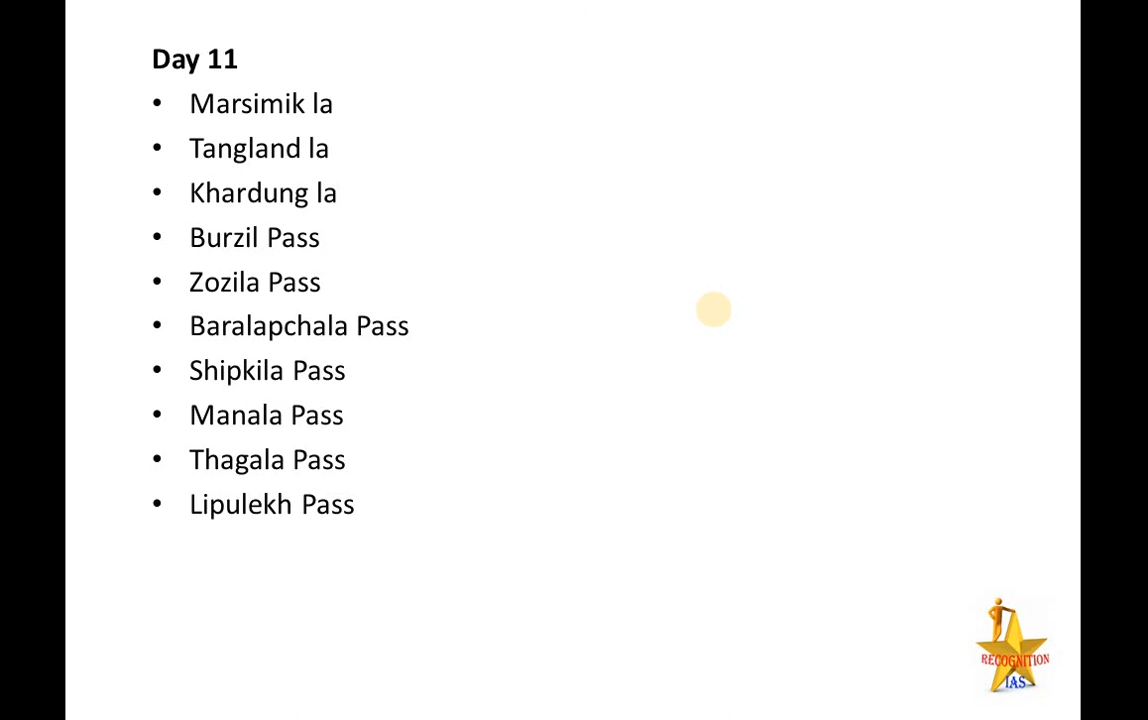 Day 11
• Marsimik la
• Tangland la
• Khardung la
• Burzil Pass
• Zozila Pass
• Baralapchala Pass
• Shipkila Pass
• Manala Pass
• Thagala Pass
• Lipulekh Pass
RECOGNITION
IAS